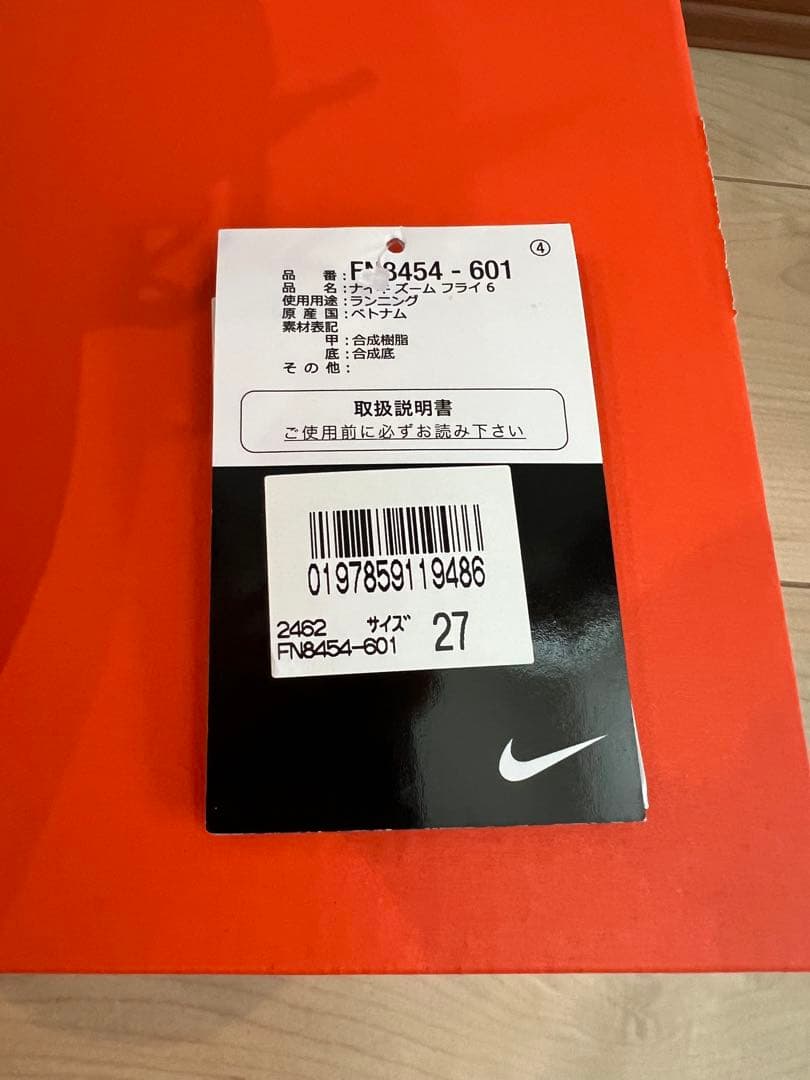 ④
品番:FN8454 - 601
品名:ナイキ ズーム フライ 6
使用用途:ランニング
原産国:ベトナム
素材表記
甲:合成樹脂
底:合成底
その他:
取扱説明書
ご使用前に必ずお読み下さい
0197859119486
2462 サイズ 27
FN8454-601